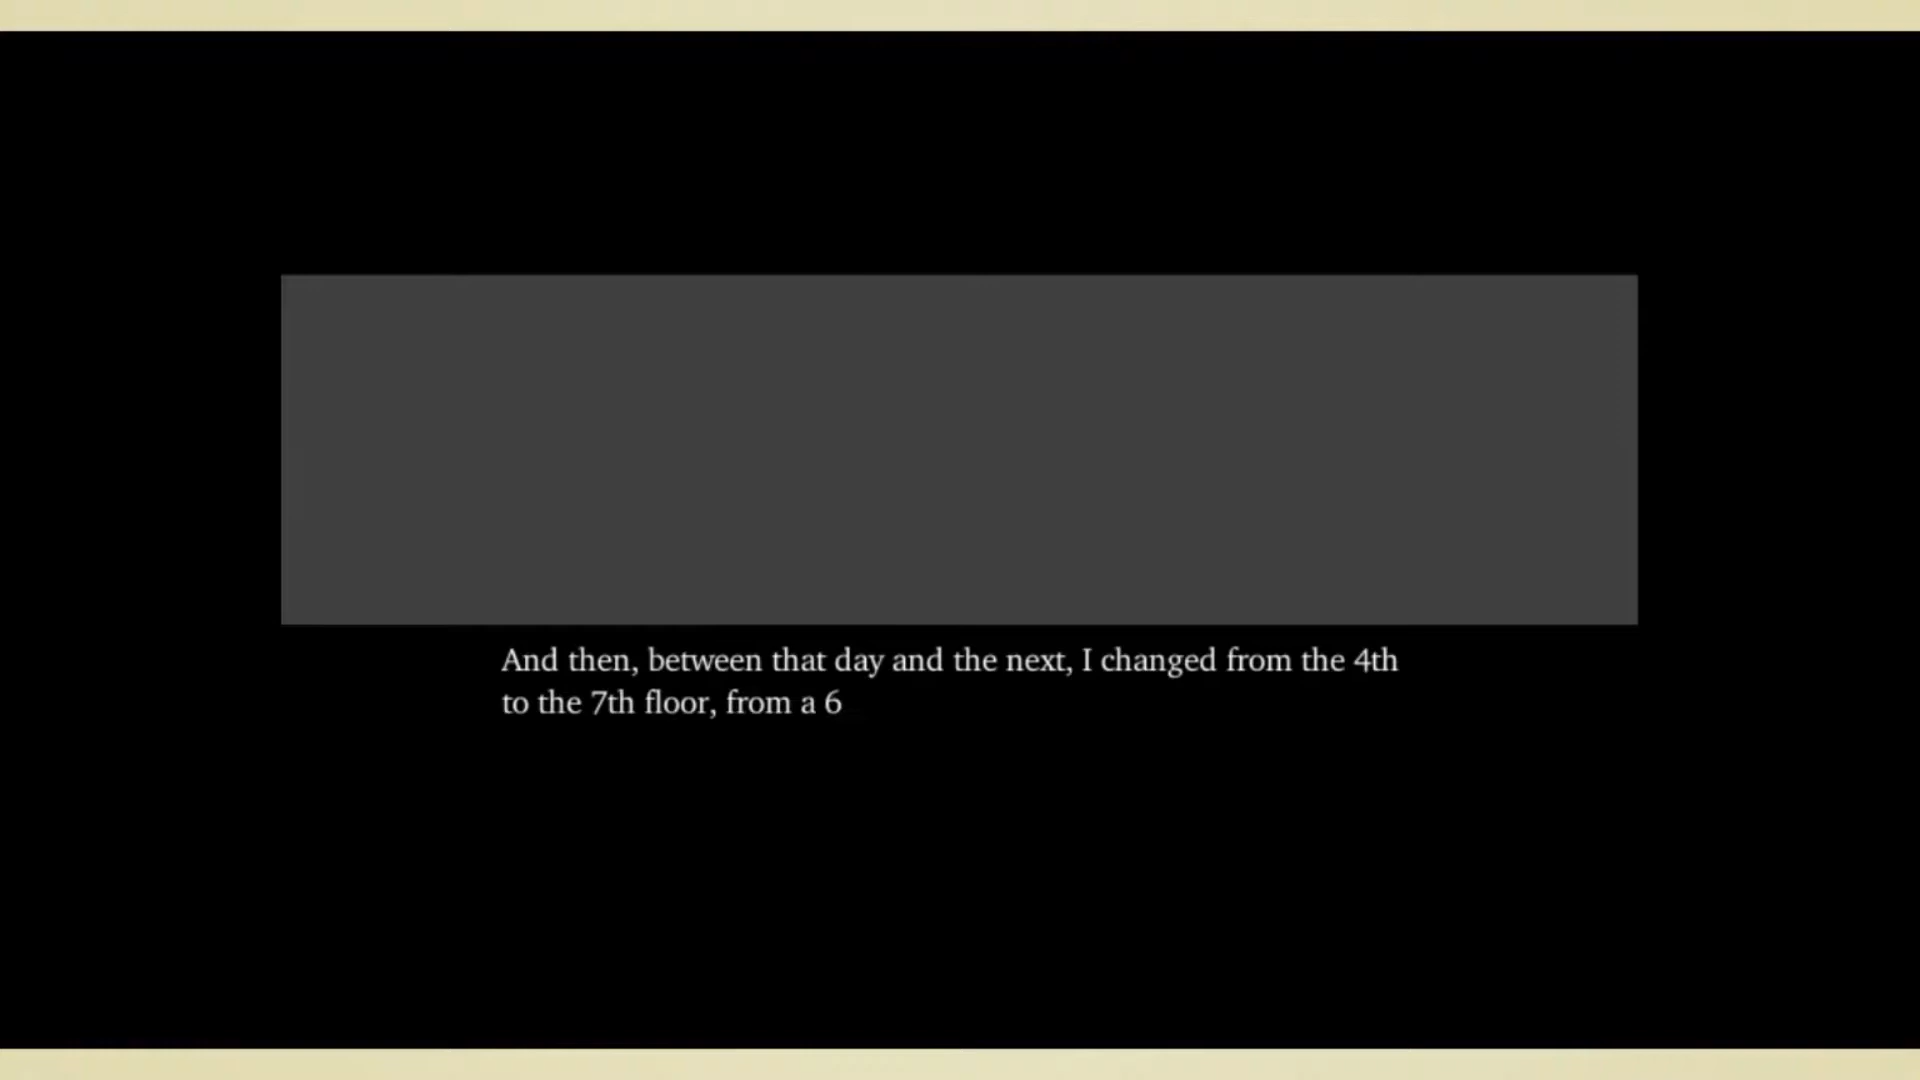 And then, between that day and the next, I changed from the 4th
to the 7th floor, from a 6